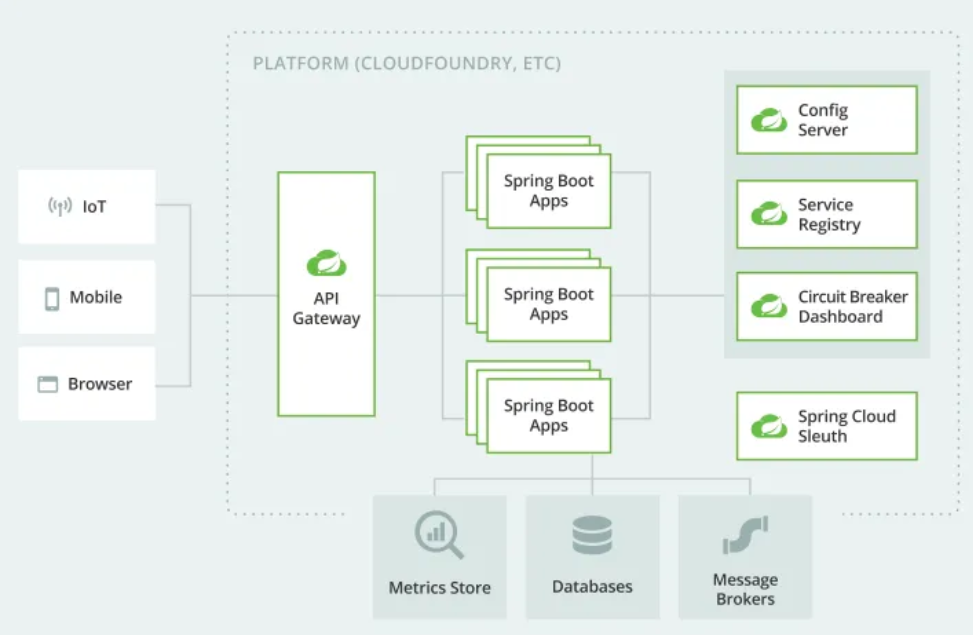 PLATFORM (CLOUDFOUNDRY, ETC)
IoT
Mobile
Browser
API
Gateway
Spring Boot
Apps
Spring Boot
Apps
Spring Boot
Apps
Config
Server
Service
Registry
Circuit Breaker
Dashboard
Spring Cloud
Sleuth
Metrics Store
Databases
Message
Brokers